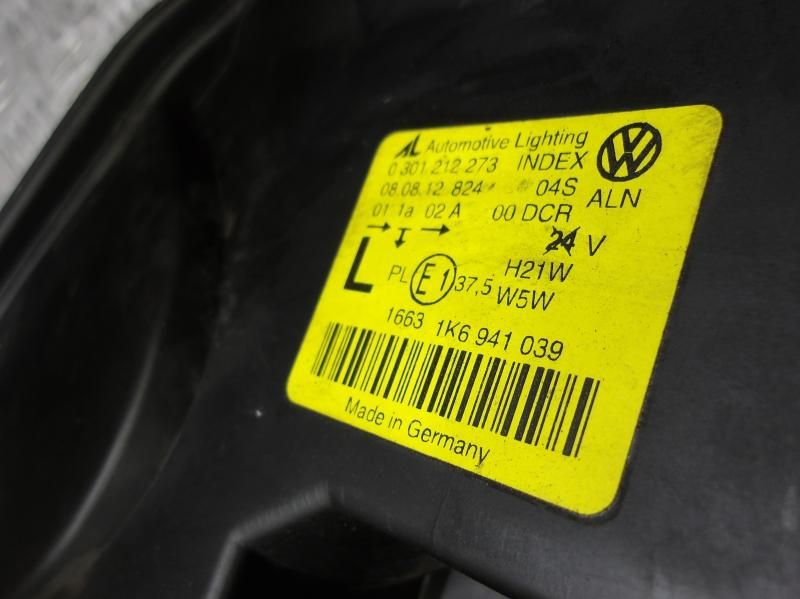 AL Automotive Lighting
0 301 212 273 INDEX
08.08.12 824 04S ALN
01 1a 02 A 00 DCR
24 V
L PL E1 37,5 H21W
W5W
1663 1K6 941 039
Made in Germany